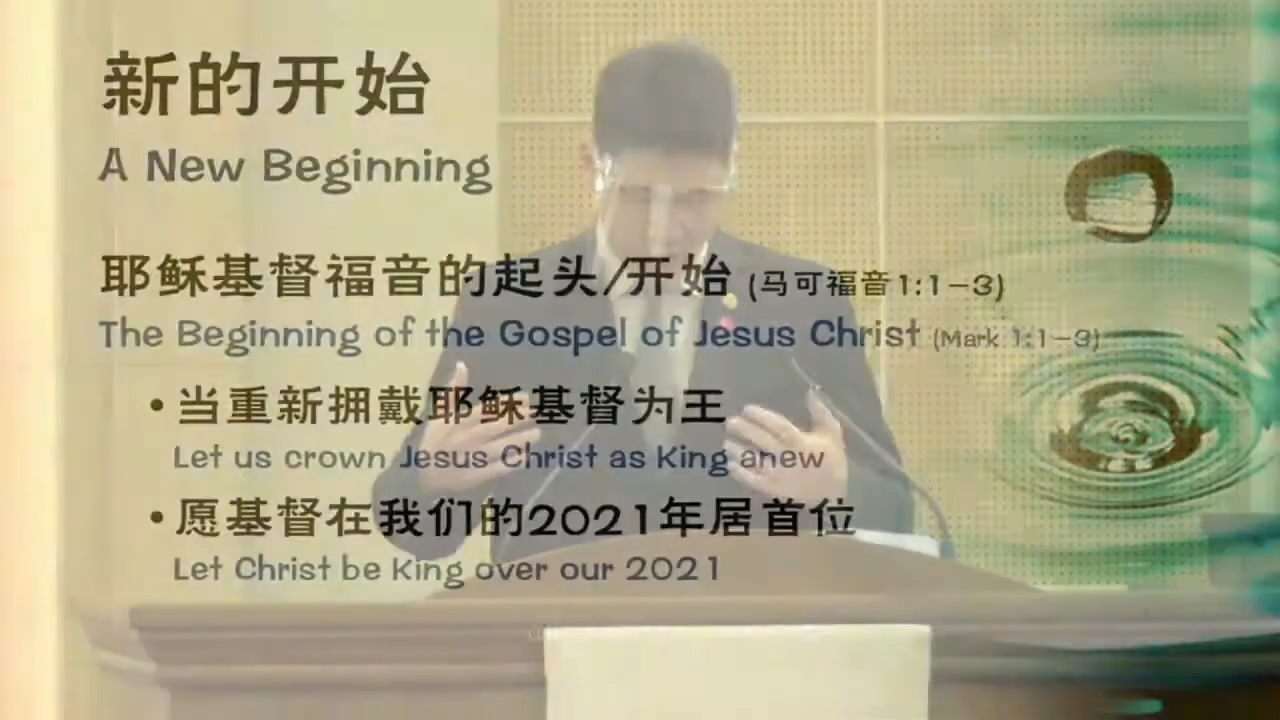 新的开始
A New Beginning
耶稣基督福音的起头/开始 (马可福音1:1-3)
The Beginning of the Gospel of Jesus Christ (Mark 1:1-3)
• 当重新拥戴耶稣基督为王
Let us crown Jesus Christ as King anew
• 愿基督在我们的2021年居首位
Let Christ be King over our 2021